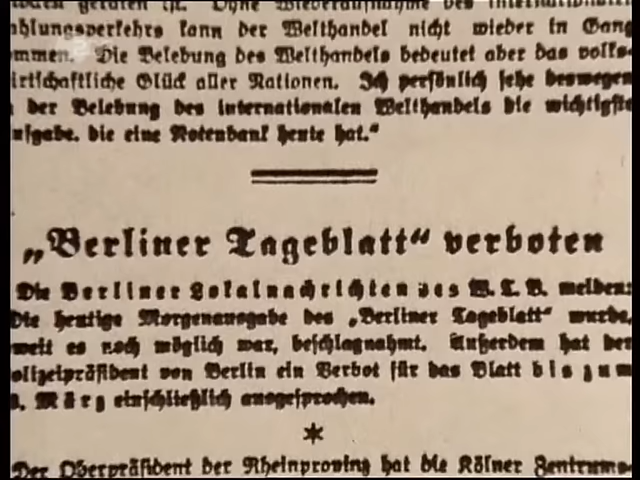 geraten ist. Ohne Wiederaufnahme des internationalen
ahlungsverkehrs kann der Welthandel nicht wieder in Gang
ommen. Die Belebung des Welthandels bedeutet aber das volks-
irtschaftliche Glück aller Nationen. Ich persönlich sehe deswegen
der Belebung des internationalen Welthandels die wichtigste
ufgabe, die eine Notenbank heute hat."
„Berliner Tageblatt“ verboten
Die Berliner Lokalnachrichten des W. T. B. melden:
Die heutige Morgenausgabe des „Berliner Tageblatt“ wurde,
weit es noch möglich war, beschlagnahmt. Außerdem hat der
olizeipräsident von Berlin ein Verbot für das Blatt bis zum
März einschließlich ausgesprochen.
*
Der Oberpräsident der Rheinprovinz hat die Kölner Zentrums-